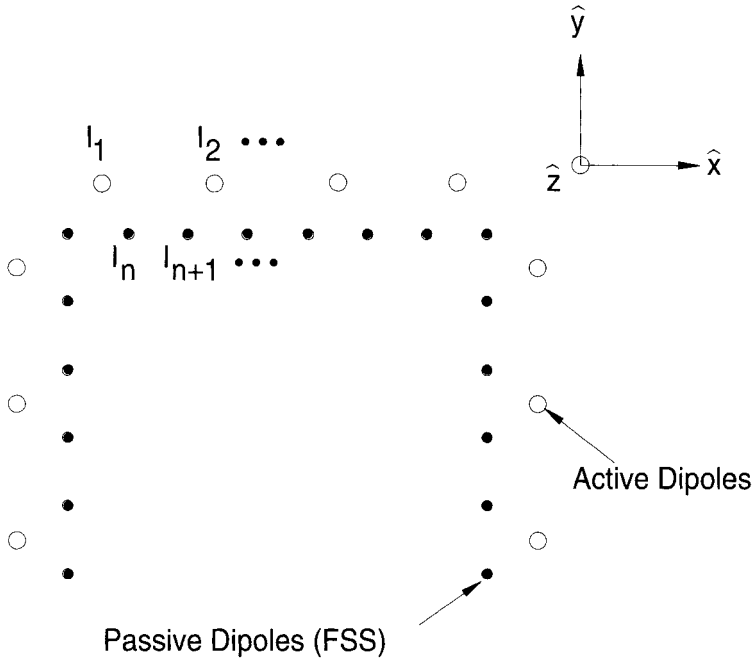 ŷ
I₁ I₂ •••
ẑ x̂
Iₙ Iₙ₊₁ •••
Active Dipoles
Passive Dipoles (FSS)